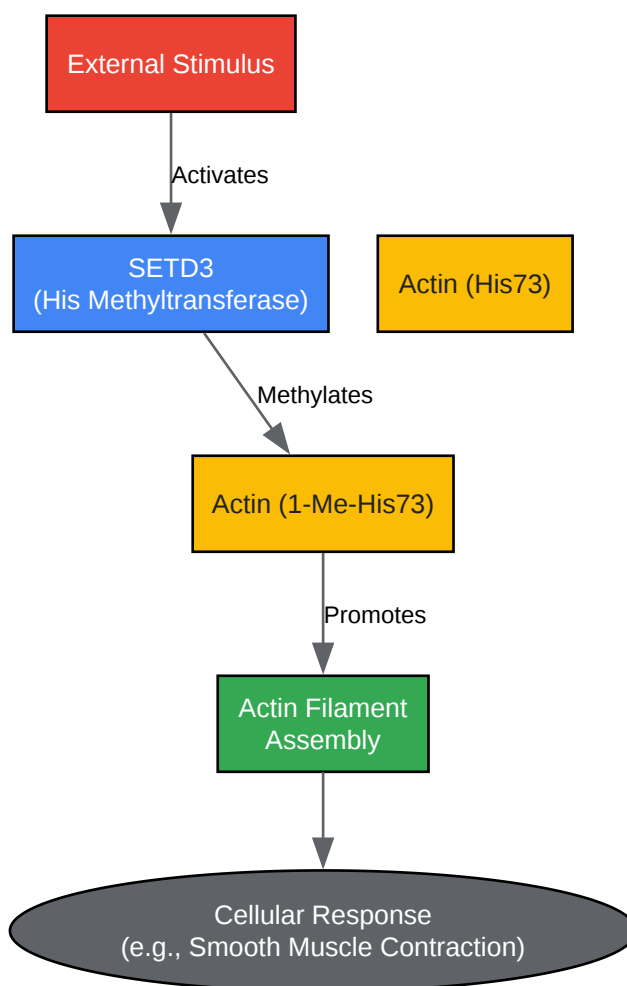 External Stimulus
Activates
SETD3
(His Methyltransferase)
Actin (His73)
Methylates
Actin (1-Me-His73)
Promotes
Actin Filament
Assembly
Cellular Response
(e.g., Smooth Muscle Contraction)